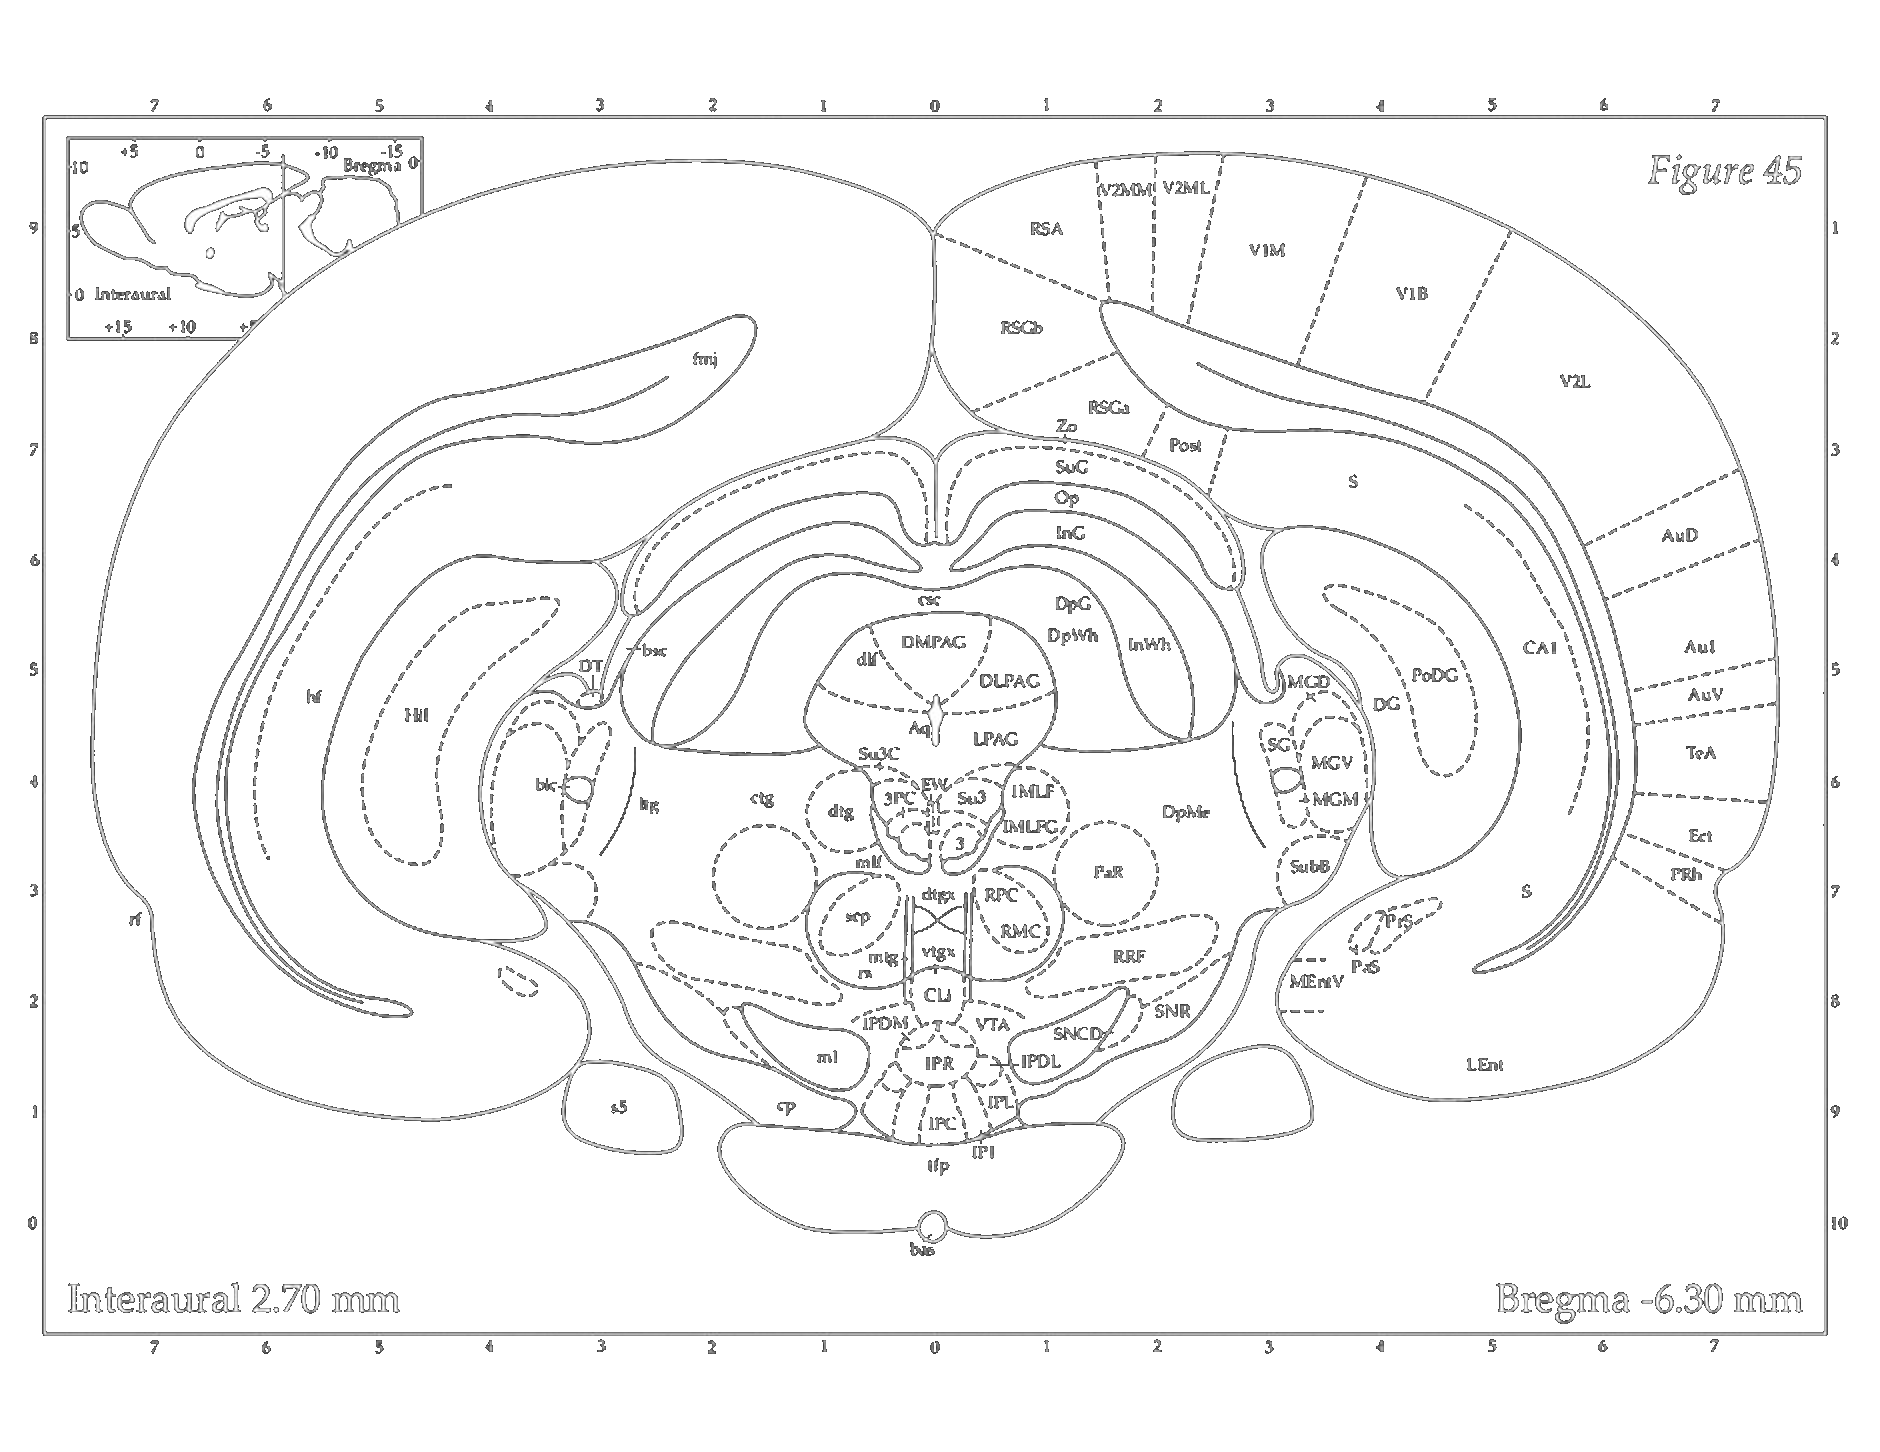 7 6 5 4 3 2 1 0 1 2 3 4 5 6 7
+5 0 -5 -10 -15
Bregma 0
10
5
0 Interaural
+15 +10
Figure 45
9
8
7
6
5
4
3
2
1
0
1
2
3
4
5
6
7
8
9
10
V2MM V2ML
RSA
V1M
V1B
RSGb
fmj
V2L
RSGa
Zo
Post
SuG
S
Op
InG
AuD
csc
DpG
DMPAG
DpWh
InWh
bsc
dlf
CA1
Au1
DT
DLPAG
MGD
PoDG
AuV
hf
DG
Hil
Aq
LPAG
SG
Su3C
TeA
MGV
bic
EW
IMLF
3PC
Su3
MGM
ctg
dtg
DpMe
IMLFG
3
Ect
mlf
SubB
PaR
PRh
dtgx
RPC
S
rf
scp
PrS
RMC
vtgx
mtg
RRF
PaS
rs
MEntV
CLi
SNR
IPDM
VTA
SNCD
ml
IPR
IPDL
LEnt
s5
cp
IPL
IPC
IPI
tfp
bas
Interaural 2.70 mm
Bregma -6.30 mm
7 6 5 4 3 2 1 0 1 2 3 4 5 6 7